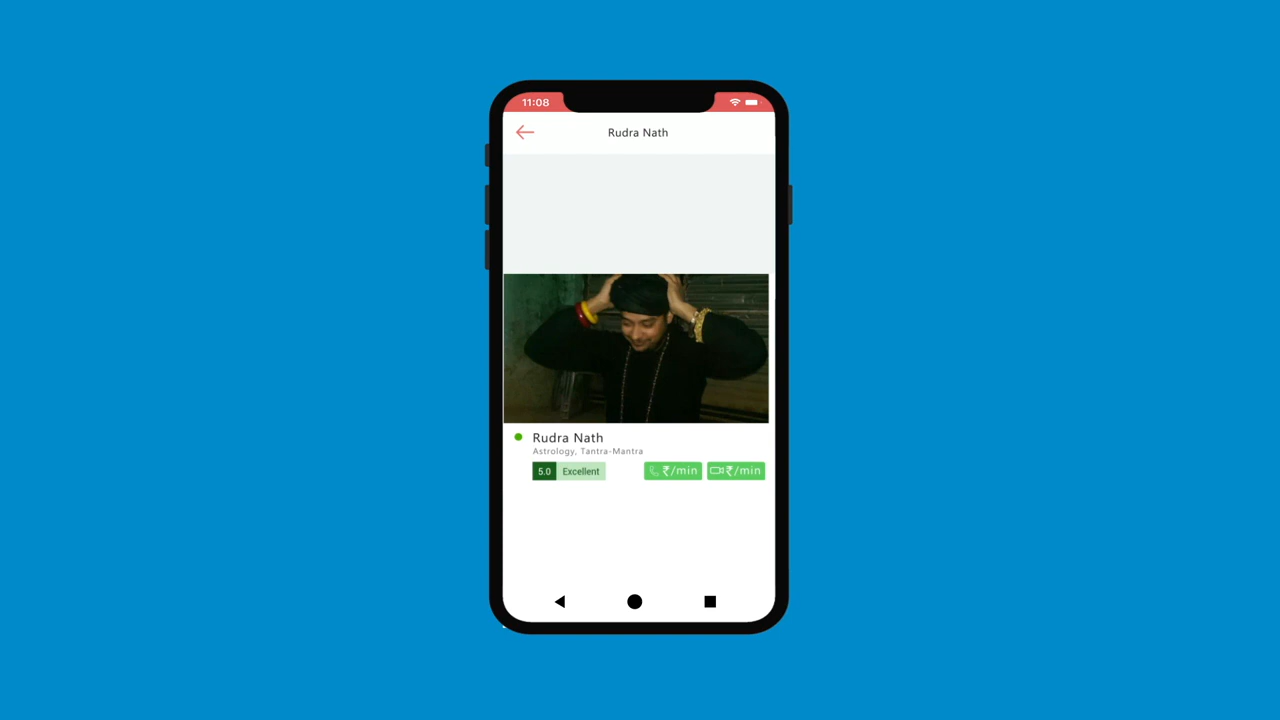 11:08
Rudra Nath
Rudra Nath
Astrology, Tantra-Mantra
5.0 Excellent ₹/min ₹/min